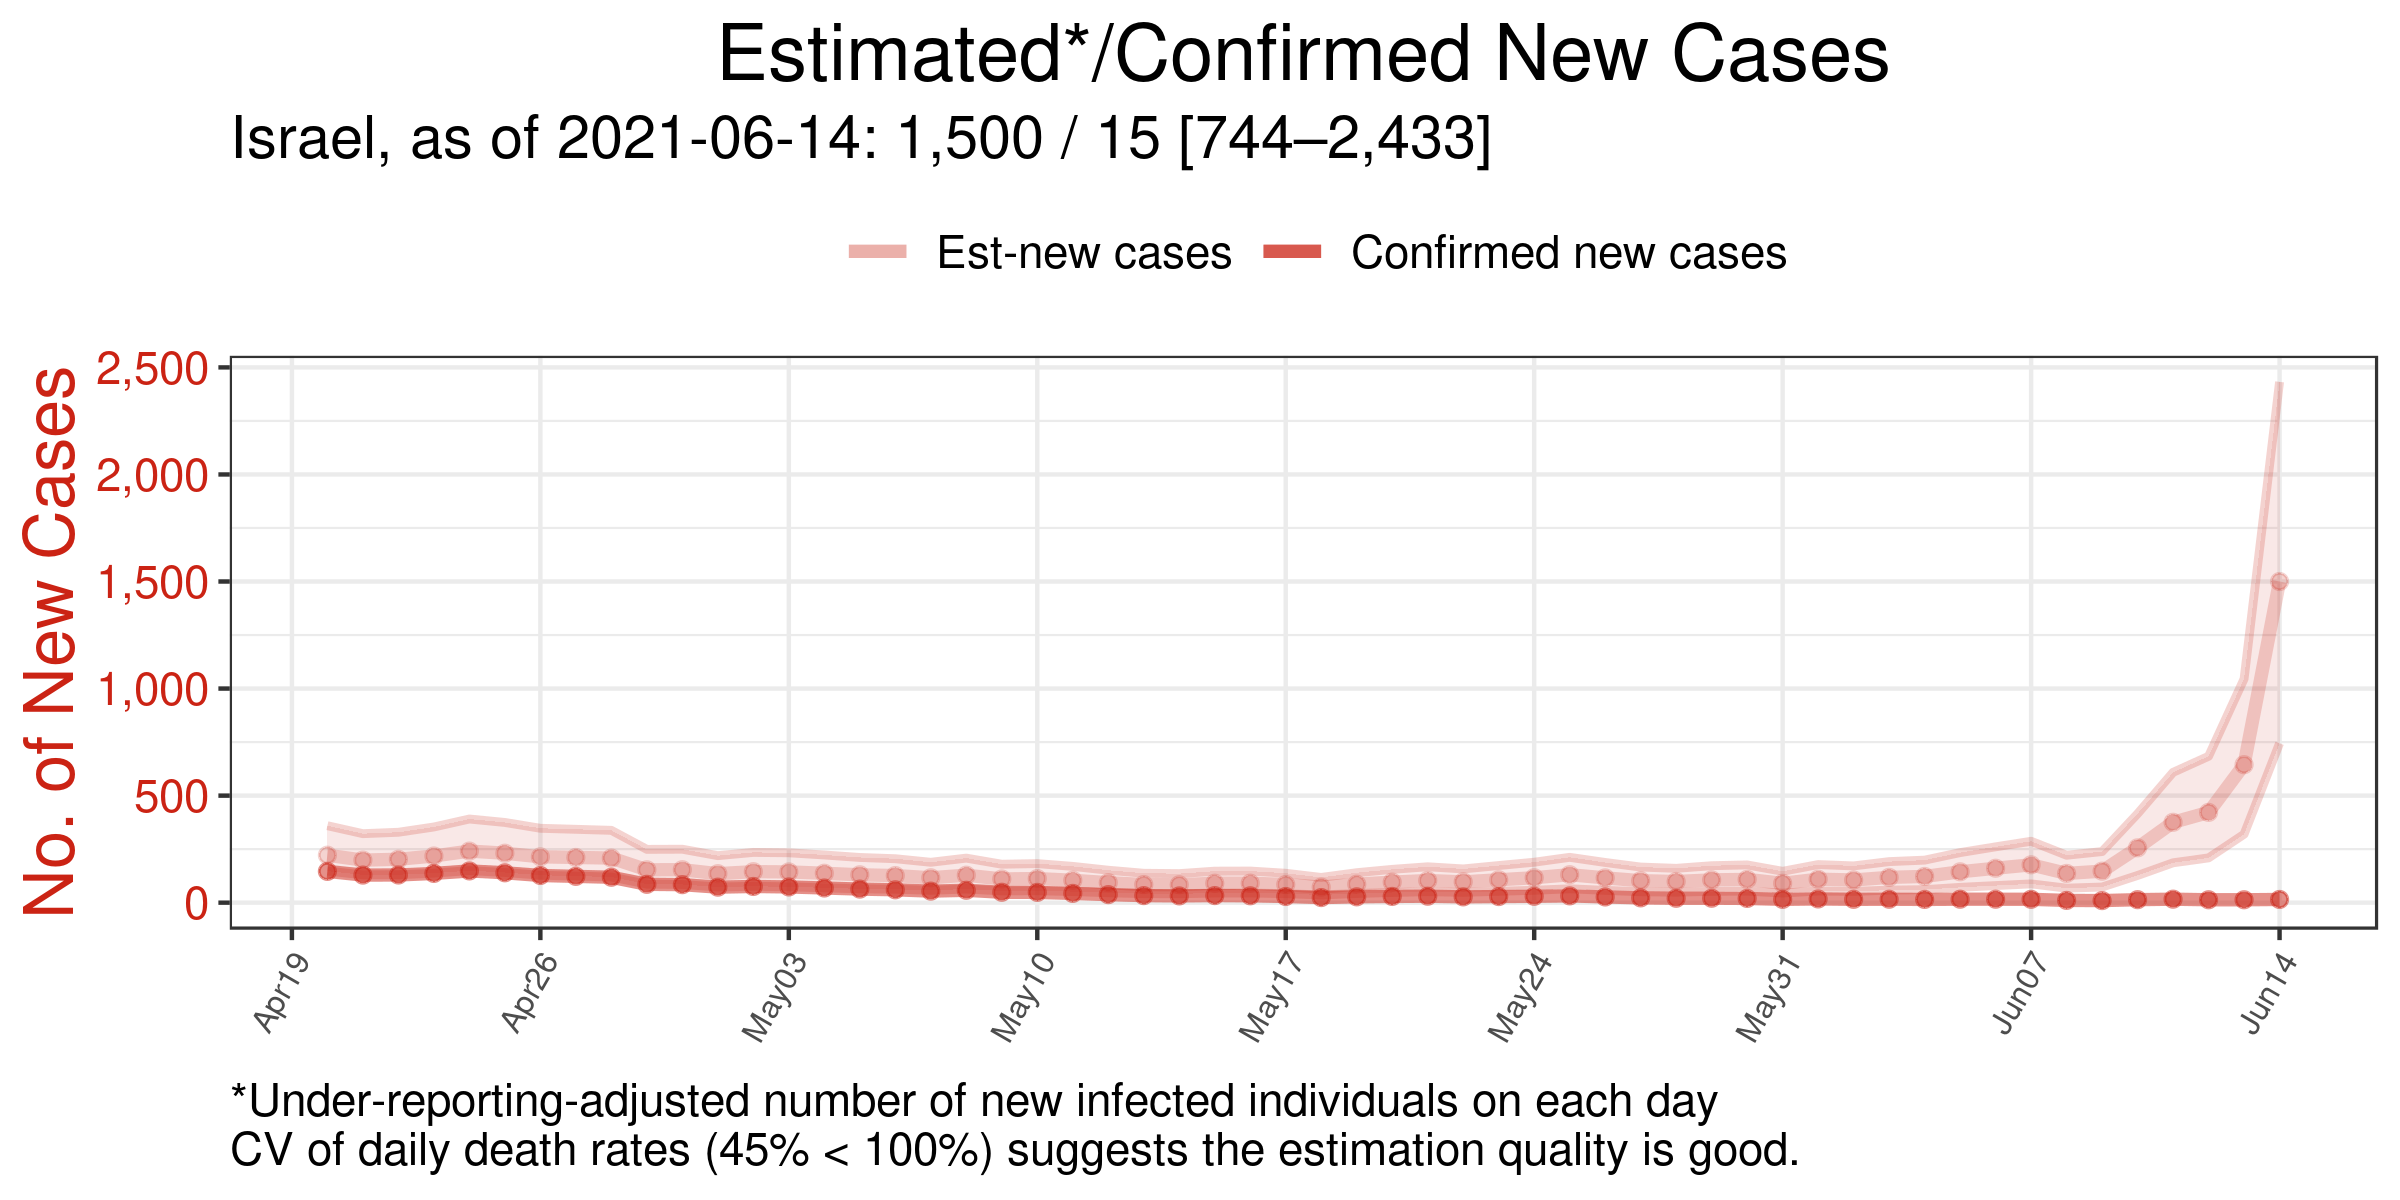 Estimated*/Confirmed New Cases
Israel, as of 2021-06-14: 1,500 / 15 [744–2,433]
Est-new cases Confirmed new cases
No. of New Cases
2,500
2,000
1,500
1,000
500
0
Apr19 Apr26 May03 May10 May17 May24 May31 Jun07 Jun14
*Under-reporting-adjusted number of new infected individuals on each day
CV of daily death rates (45% < 100%) suggests the estimation quality is good.